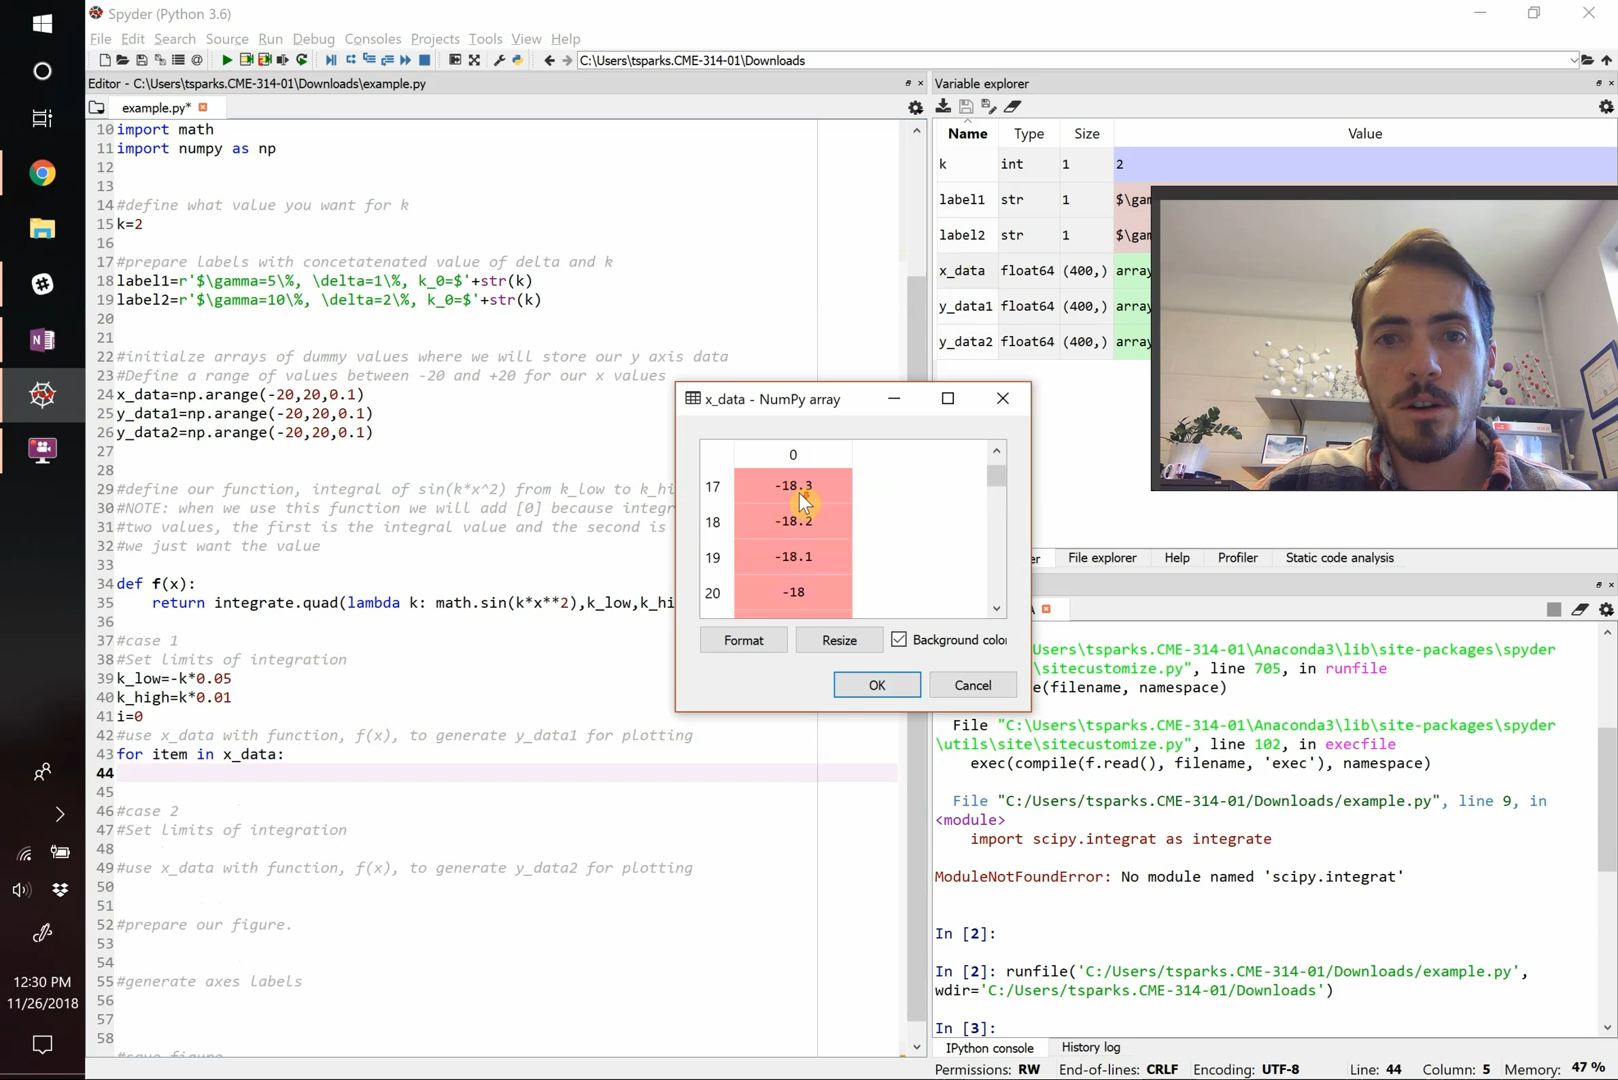 Spyder (Python 3.6)
File Edit Search Source Run Debug Consoles Projects Tools View Help
C:\Users\tsparks.CME-314-01\Downloads
Editor - C:\Users\tsparks.CME-314-01\Downloads\example.py
example.py*
10 import math
11 import numpy as np
12
13
14 #define what value you want for k
15 k=2
16
17 #prepare labels with concetatenated value of delta and k
18 label1=r'$\gamma=5\%, \delta=1\%, k_0=$'+str(k)
19 label2=r'$\gamma=10\%, \delta=2\%, k_0=$'+str(k)
20
21
22 #initialze arrays of dummy values where we will store our y axis data
23 #Define a range of values between -20 and +20 for our x values
24 x_data=np.arange(-20,20,0.1)
25 y_data1=np.arange(-20,20,0.1)
26 y_data2=np.arange(-20,20,0.1)
27
28
29 #define our function, integral of sin(k*x^2) from k_low to k_hi
30 #NOTE: when we use this function we will add [0] because integr
31 #two values, the first is the integral value and the second is
32 #we just want the value
33
34 def f(x):
35     return integrate.quad(lambda k: math.sin(k*x**2),k_low,k_hi
36
37 #case 1
38 #Set limits of integration
39 k_low=-k*0.05
40 k_high=k*0.01
41 i=0
42 #use x_data with function, f(x), to generate y_data1 for plotting
43 for item in x_data:
44
45
46 #case 2
47 #Set limits of integration
48
49 #use x_data with function, f(x), to generate y_data2 for plotting
50
51
52 #prepare our figure.
53
54
55 #generate axes labels
56
57
58
#save figure
x_data - NumPy array
0
17 -18.3
18 -18.2
19 -18.1
20 -18
Format Resize Background color
OK Cancel
Variable explorer
Name Type Size Value
k int 1 2
label1 str 1 $\gam
label2 str 1 $\gam
x_data float64 (400,) array
y_data1 float64 (400,) array
y_data2 float64 (400,) array
er File explorer Help Profiler Static code analysis
Users\tsparks.CME-314-01\Anaconda3\lib\site-packages\spyder
\sitecustomize.py", line 705, in runfile
e(filename, namespace)
File "C:\Users\tsparks.CME-314-01\Anaconda3\lib\site-packages\spyder
\utils\site\sitecustomize.py", line 102, in execfile
exec(compile(f.read(), filename, 'exec'), namespace)
File "C:/Users/tsparks.CME-314-01/Downloads/example.py", line 9, in
<module>
import scipy.integrat as integrate
ModuleNotFoundError: No module named 'scipy.integrat'
In [2]:
In [2]: runfile('C:/Users/tsparks.CME-314-01/Downloads/example.py',
wdir='C:/Users/tsparks.CME-314-01/Downloads')
In [3]:
IPython console History log
Permissions: RW End-of-lines: CRLF Encoding: UTF-8 Line: 44 Column: 5 Memory: 47 %
12:30 PM
11/26/2018